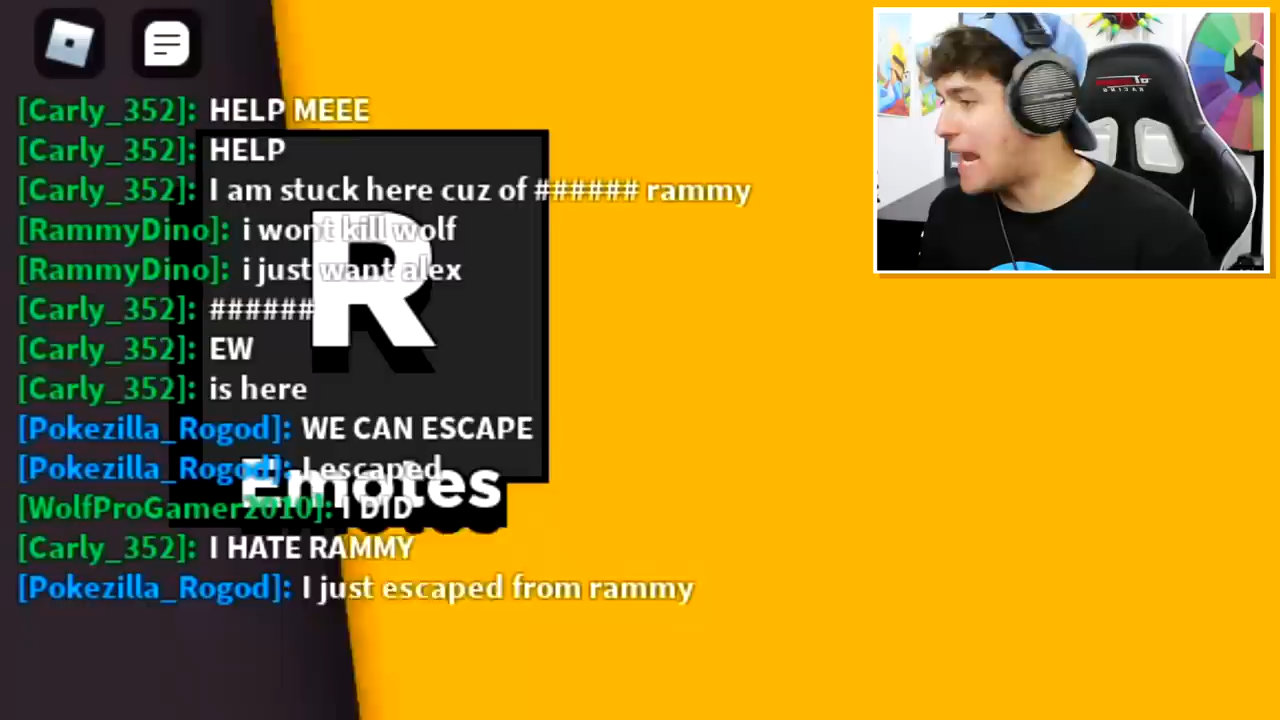 [Carly_352]: HELP MEEE
[Carly_352]: HELP
[Carly_352]: I am stuck here cuz of ###### rammy
[RammyDino]: i wont kill wolf
[RammyDino]: i just want alex
[Carly_352]: ######
[Carly_352]: EW
[Carly_352]: is here
[Pokezilla_Rogod]: WE CAN ESCAPE
[Pokezilla_Rogod]: I escaped
[WolfProGamer2010]: I DID
[Carly_352]: I HATE RAMMY
[Pokezilla_Rogod]: I just escaped from rammy
R
Emotes